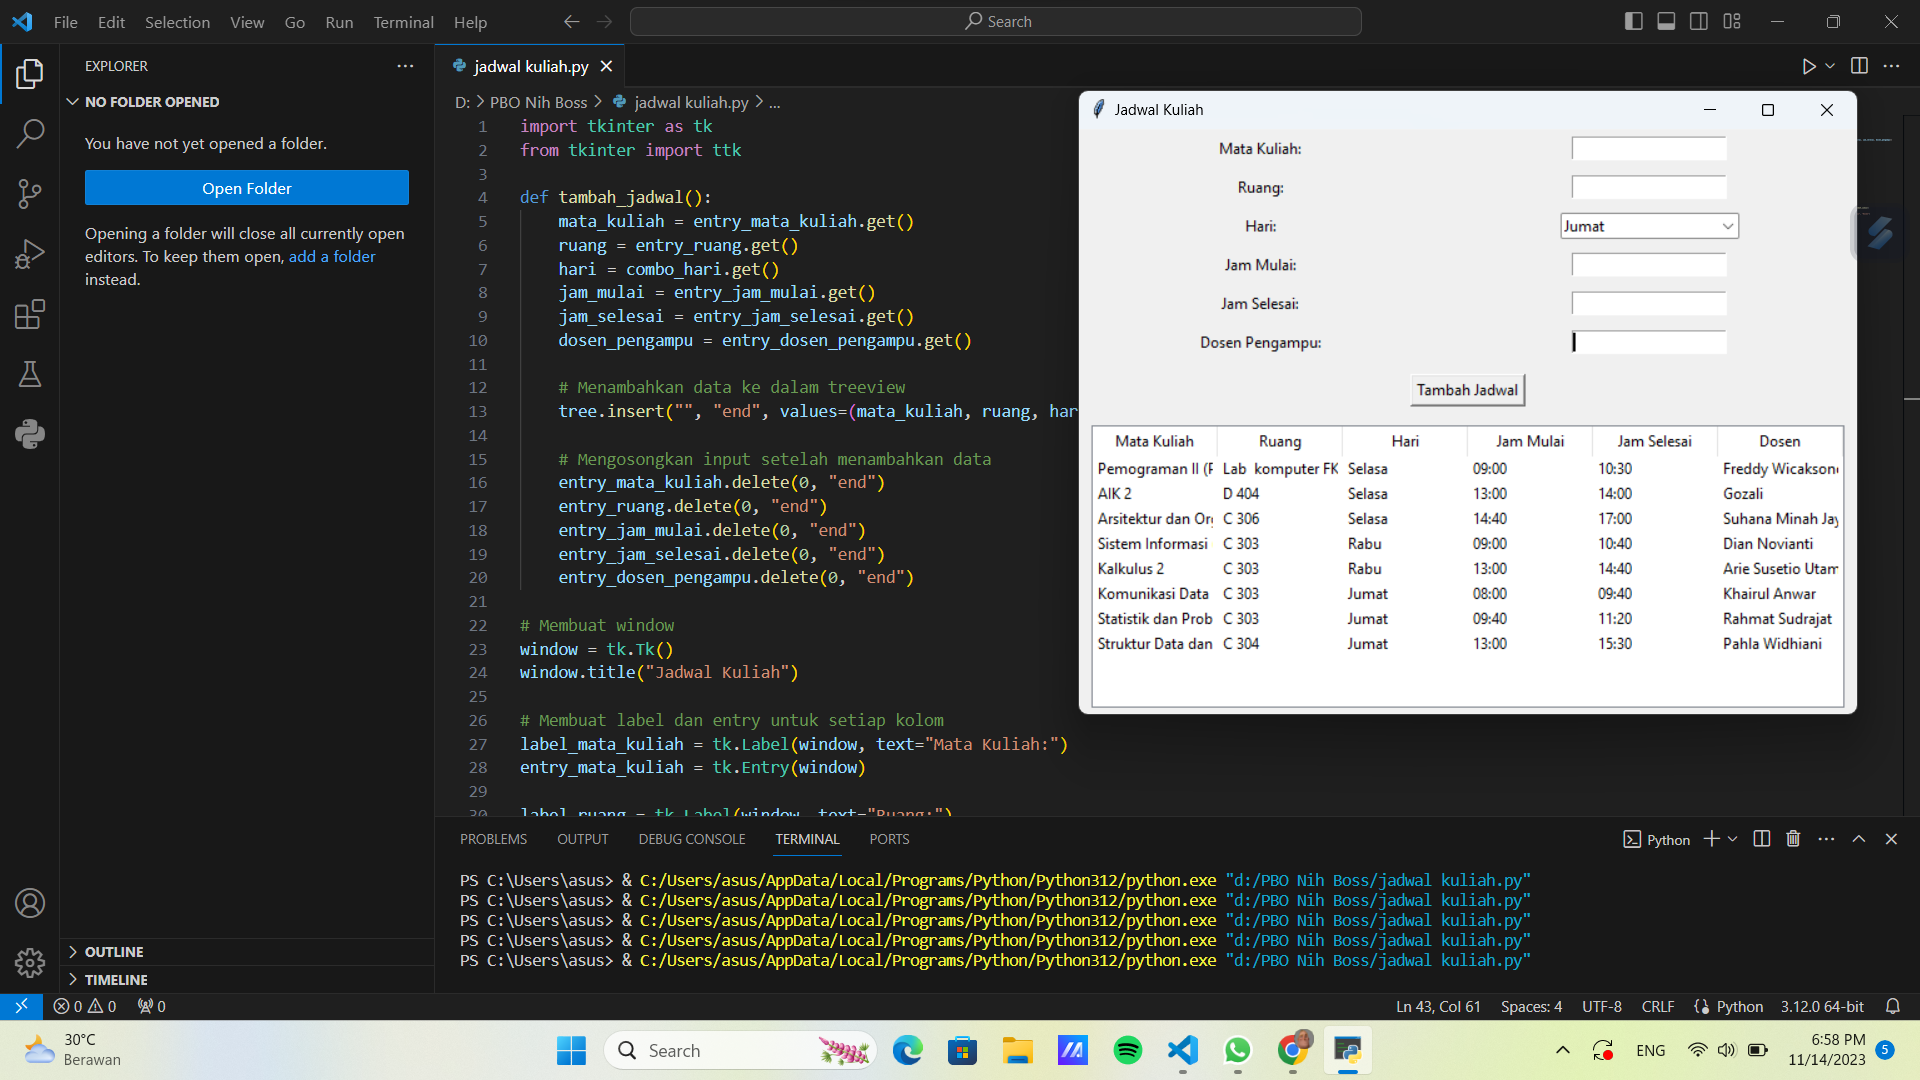 File Edit Selection View Go Run Terminal Help
Search
EXPLORER
NO FOLDER OPENED
You have not yet opened a folder.
Open Folder
Opening a folder will close all currently open
editors. To keep them open, add a folder
instead.
OUTLINE
TIMELINE
jadwal kuliah.py
D: > PBO Nih Boss > jadwal kuliah.py > ...
1 import tkinter as tk
2 from tkinter import ttk
3
4 def tambah_jadwal():
5 mata_kuliah = entry_mata_kuliah.get()
6 ruang = entry_ruang.get()
7 hari = combo_hari.get()
8 jam_mulai = entry_jam_mulai.get()
9 jam_selesai = entry_jam_selesai.get()
10 dosen_pengampu = entry_dosen_pengampu.get()
11
12 # Menambahkan data ke dalam treeview
13 tree.insert("", "end", values=(mata_kuliah, ruang, har
14
15 # Mengosongkan input setelah menambahkan data
16 entry_mata_kuliah.delete(0, "end")
17 entry_ruang.delete(0, "end")
18 entry_jam_mulai.delete(0, "end")
19 entry_jam_selesai.delete(0, "end")
20 entry_dosen_pengampu.delete(0, "end")
21
22 # Membuat window
23 window = tk.Tk()
24 window.title("Jadwal Kuliah")
25
26 # Membuat label dan entry untuk setiap kolom
27 label_mata_kuliah = tk.Label(window, text="Mata Kuliah:")
28 entry_mata_kuliah = tk.Entry(window)
29
30 label_ruang = tk.Label(window, text="Ruang:")
Jadwal Kuliah
Mata Kuliah:
Ruang:
Hari: Jumat
Jam Mulai:
Jam Selesai:
Dosen Pengampu:
Tambah Jadwal
Mata Kuliah Ruang Hari Jam Mulai Jam Selesai Dosen
Pemograman II (F Lab komputer FK Selasa 09:00 10:30 Freddy Wicaksono
AIK 2 D 404 Selasa 13:00 14:00 Gozali
Arsitektur dan Org C 306 Selasa 14:40 17:00 Suhana Minah Jay
Sistem Informasi C 303 Rabu 09:00 10:40 Dian Novianti
Kalkulus 2 C 303 Rabu 13:00 14:40 Arie Susetio Utam
Komunikasi Data C 303 Jumat 08:00 09:40 Khairul Anwar
Statistik dan Prob C 303 Jumat 09:40 11:20 Rahmat Sudrajat
Struktur Data dan C 304 Jumat 13:00 15:30 Pahla Widhiani
PROBLEMS OUTPUT DEBUG CONSOLE TERMINAL PORTS
Python
PS C:\Users\asus> & C:/Users/asus/AppData/Local/Programs/Python/Python312/python.exe "d:/PBO Nih Boss/jadwal kuliah.py"
PS C:\Users\asus> & C:/Users/asus/AppData/Local/Programs/Python/Python312/python.exe "d:/PBO Nih Boss/jadwal kuliah.py"
PS C:\Users\asus> & C:/Users/asus/AppData/Local/Programs/Python/Python312/python.exe "d:/PBO Nih Boss/jadwal kuliah.py"
PS C:\Users\asus> & C:/Users/asus/AppData/Local/Programs/Python/Python312/python.exe "d:/PBO Nih Boss/jadwal kuliah.py"
PS C:\Users\asus> & C:/Users/asus/AppData/Local/Programs/Python/Python312/python.exe "d:/PBO Nih Boss/jadwal kuliah.py"
0 0 0
Ln 43, Col 61 Spaces: 4 UTF-8 CRLF Python 3.12.0 64-bit
30°C
Berawan
Search
ENG
6:58 PM
11/14/2023
5